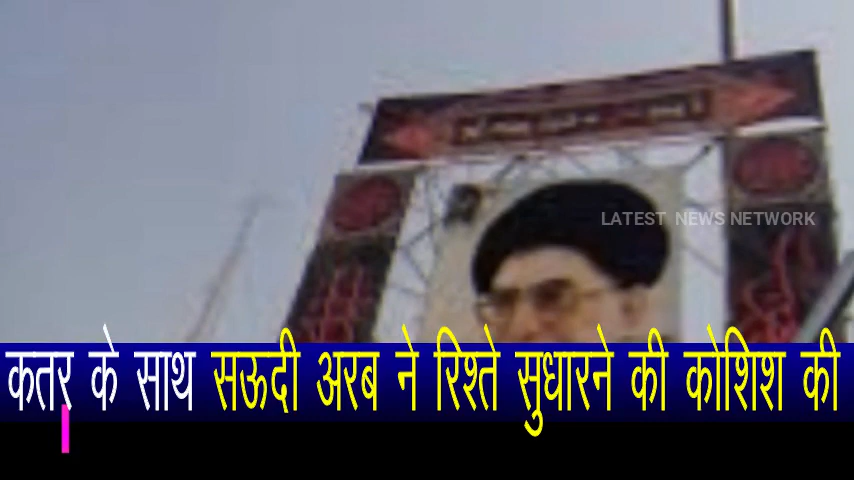 LATEST NEWS NETWORK
कतर के साथ सऊदी अरब ने रिश्ते सुधारने की कोशिश की